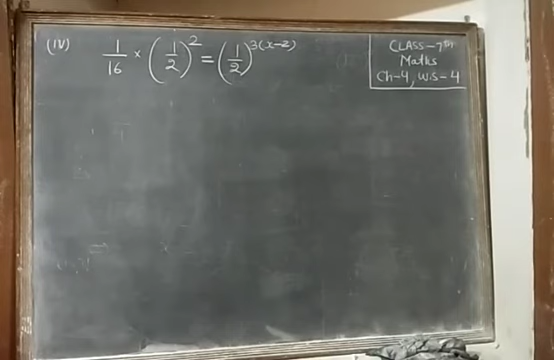 (IV) 1/16 × (1/2)² = (1/2)^3(x-2)
CLASS-7th
Maths
Ch-4, W.S-4